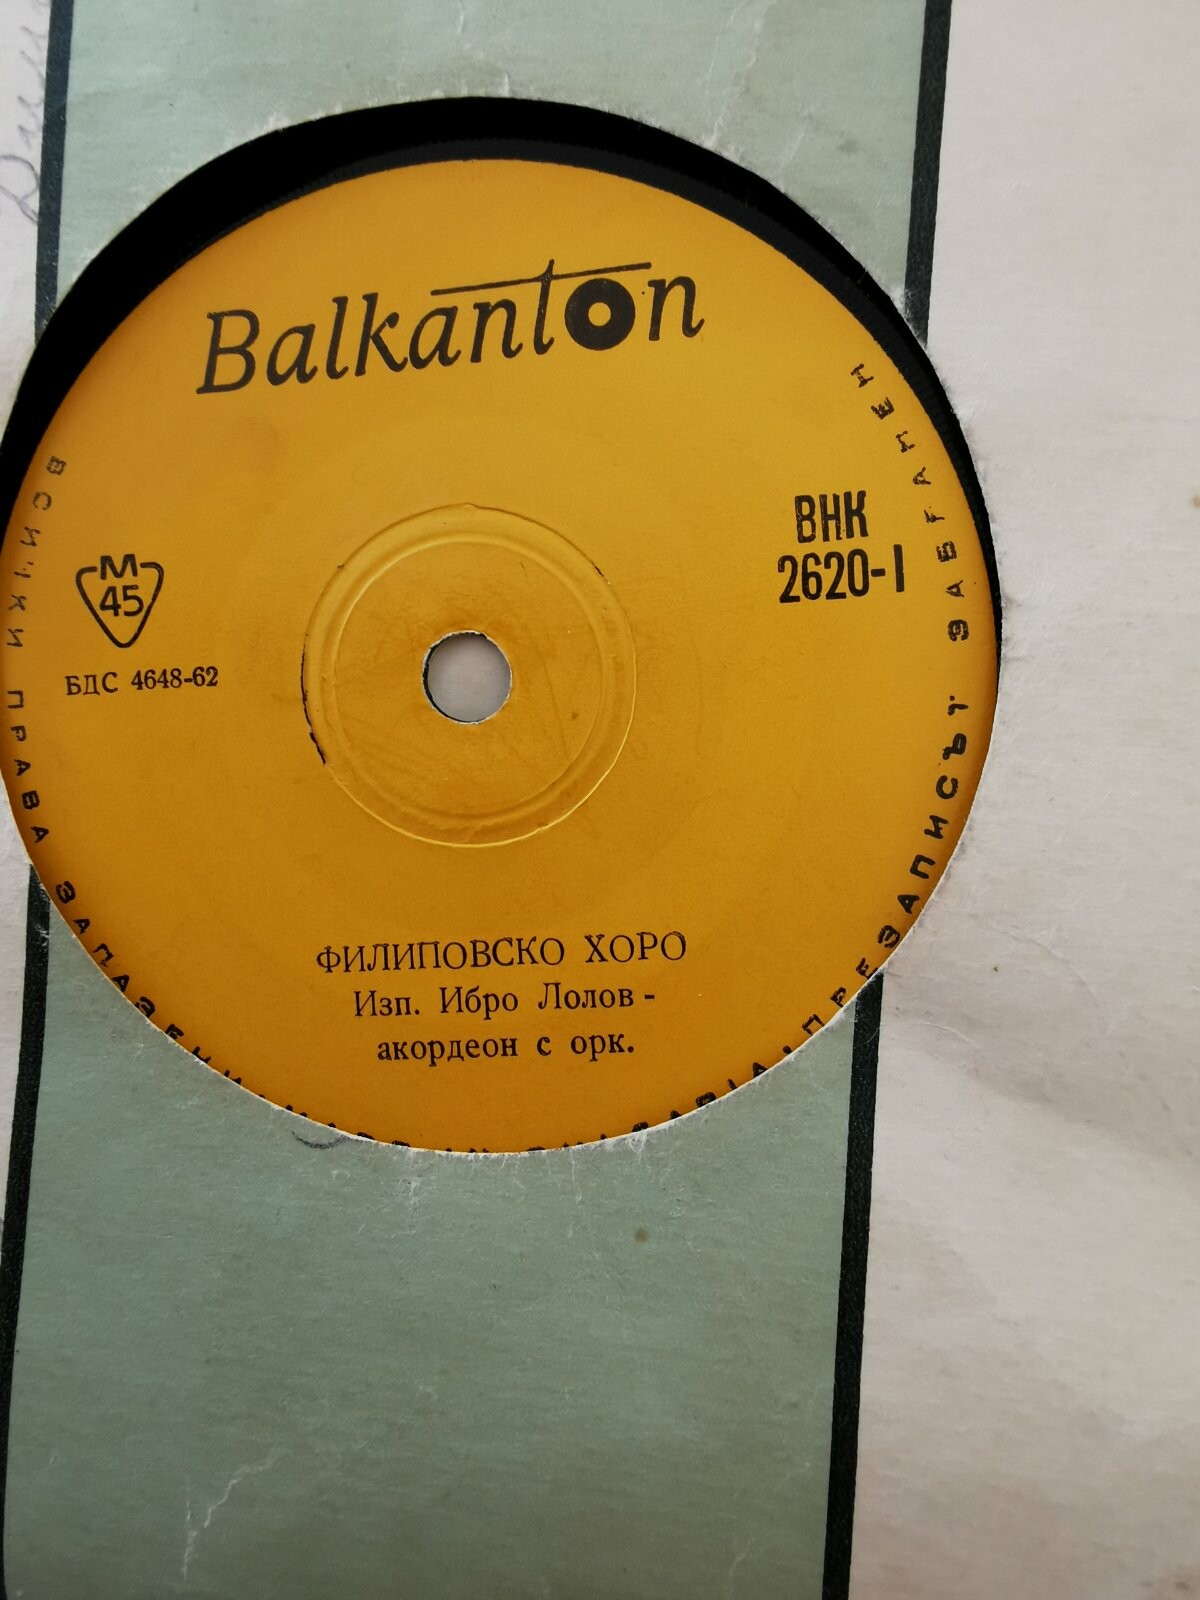 Balkanton
ВНК
2620-1
М
45
БДС 4648-62
ФИЛИПОВСКО ХОРО
Изп. Ибро Лолов -
акордеон с орк.
ВСИЧКИ ПРАВА ЗАПАЗЕНИ
ПРЕЗАПИСЪТ ЗАБРАНЕН